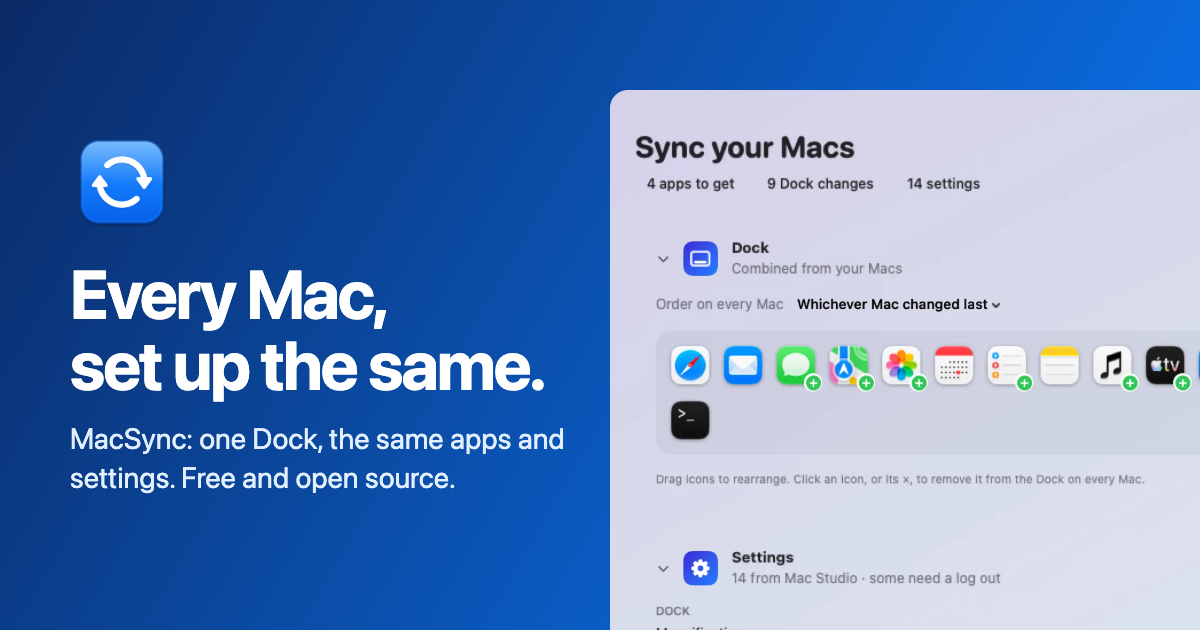 Every Mac,
set up the same.
MacSync: one Dock, the same apps and
settings. Free and open source.
Sync your Macs
4 apps to get 9 Dock changes 14 settings
Dock
Combined from your Macs
Order on every Mac Whichever Mac changed last
tv
>_
Drag icons to rearrange. Click an icon, or its ×, to remove it from the Dock on every Mac.
Settings
14 from Mac Studio · some need a log out
DOCK